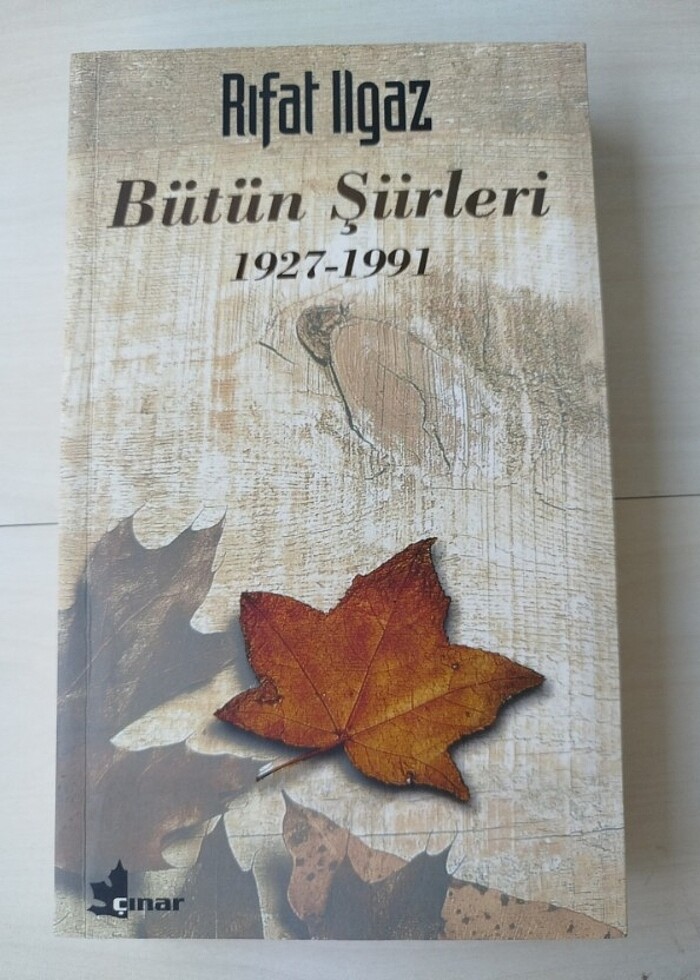 Rıfat Ilgaz
Bütün Şiirleri
1927-1991
çınar